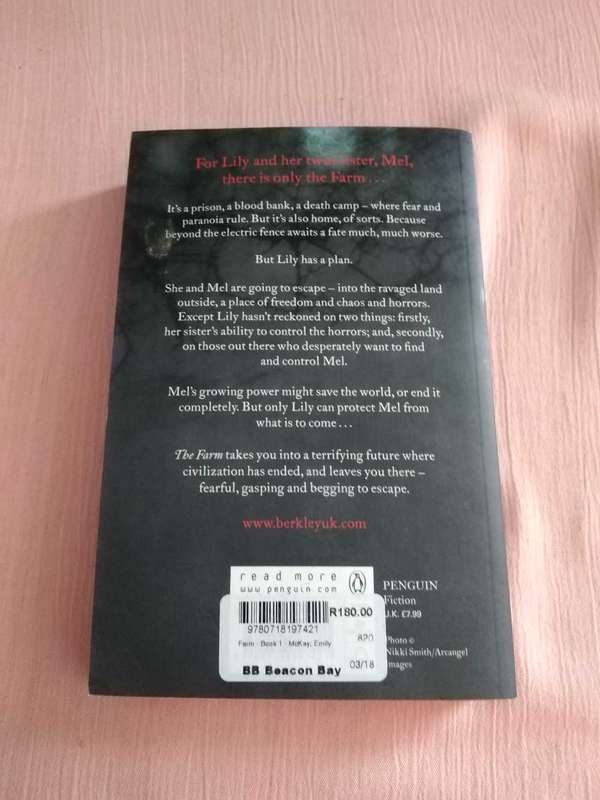 For Lily and her twin sister, Mel,
there is only the Farm . . .
It's a prison, a blood bank, a death camp – where fear and
paranoia rule. But it's also home, of sorts. Because
beyond the electric fence awaits a fate much, much worse.
But Lily has a plan.
She and Mel are going to escape – into the ravaged land
outside, a place of freedom and chaos and horrors.
Except Lily hasn't reckoned on two things: firstly,
her sister's ability to control the horrors; and, secondly,
on those out there who desperately want to find
and control Mel.
Mel's growing power might save the world, or end it
completely. But only Lily can protect Mel from
what is to come . . .
The Farm takes you into a terrifying future where
civilization has ended, and leaves you there –
fearful, gasping and begging to escape.
www.berkleyuk.com
read more
www.penguin.com
R180.00
9780718197421
820
Farm - Book 1 - McKay, Emily
03/18
BB Beacon Bay
PENGUIN
Fiction
U.K. £7.99
Photo ©
Nikki Smith/Arcangel
Images